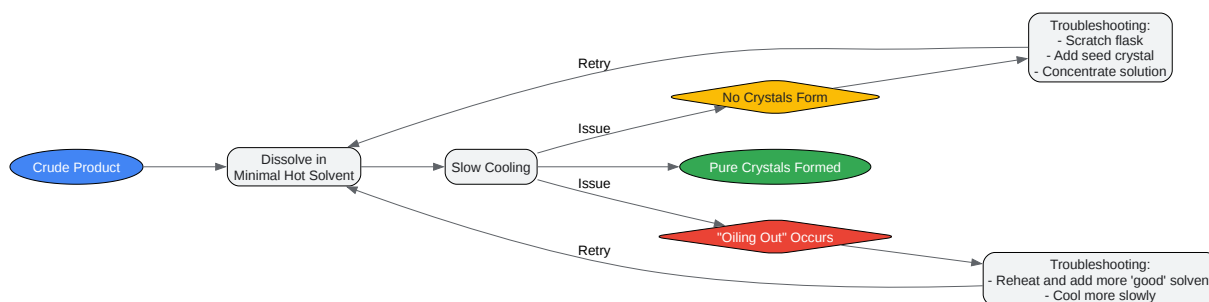 Crude Product
Dissolve in
Minimal Hot Solvent
Slow Cooling
Issue
No Crystals Form
Troubleshooting:
- Scratch flask
- Add seed crystal
- Concentrate solution
Retry
Pure Crystals Formed
Issue
"Oiling Out" Occurs
Troubleshooting:
- Reheat and add more 'good' solven
- Cool more slowly
Retry